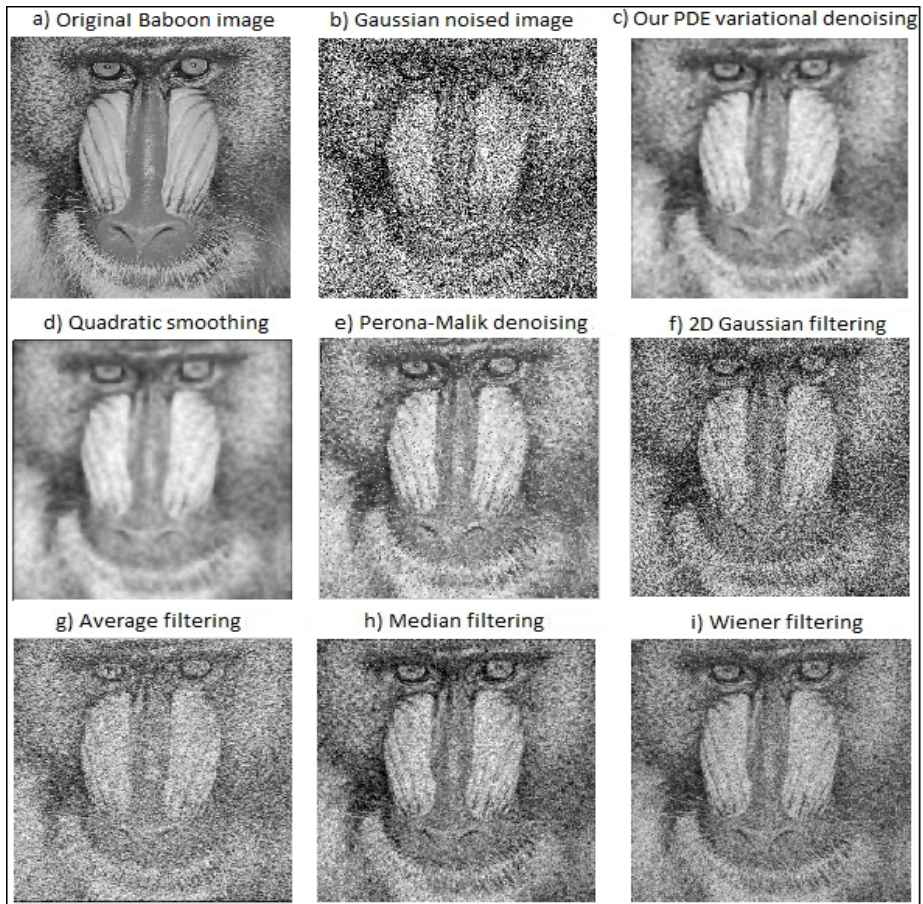 a) Original Baboon image
b) Gaussian noised image
c) Our PDE variational denoising
d) Quadratic smoothing
e) Perona-Malik denoising
f) 2D Gaussian filtering
g) Average filtering
h) Median filtering
i) Wiener filtering